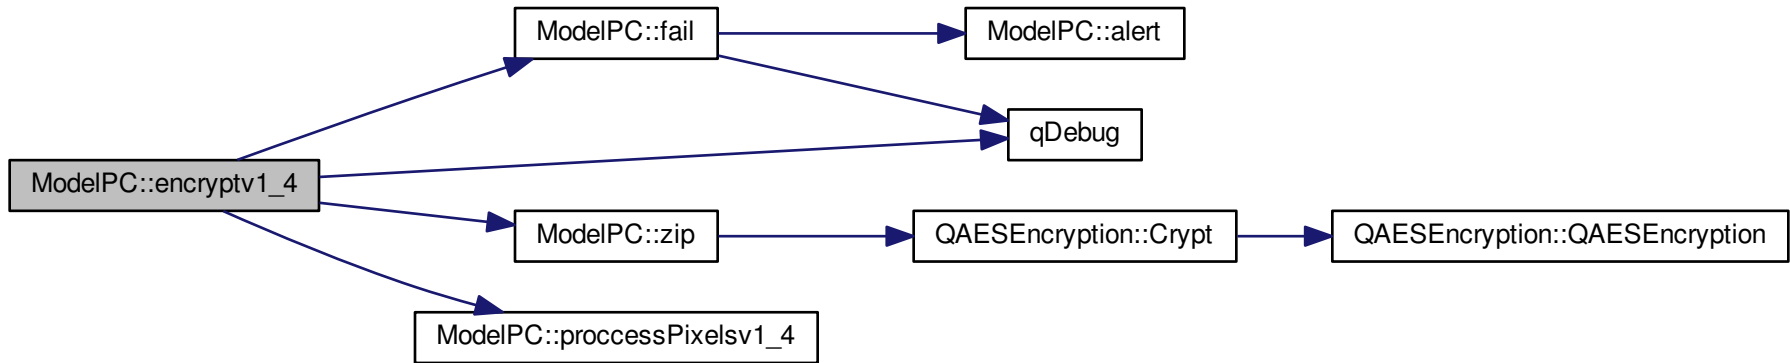 ModelPC::fail
ModelPC::alert
qDebug
ModelPC::encryptv1_4
ModelPC::zip
QAESEncryption::Crypt
QAESEncryption::QAESEncryption
ModelPC::proccessPixelsv1_4